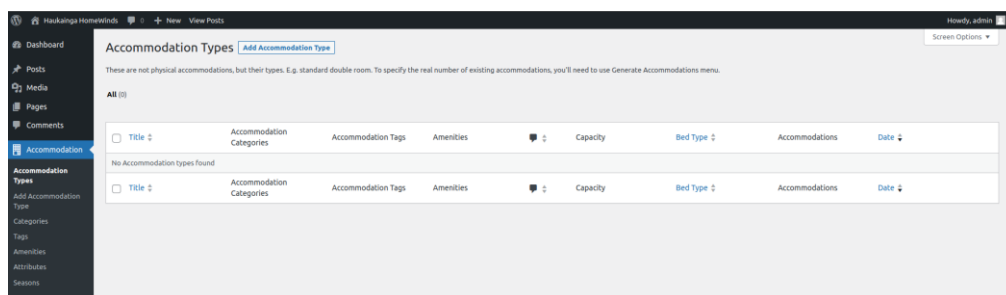 Haukainga HomeWinds 0 + New View Posts Howdy, admin
Dashboard
Posts
Media
Pages
Comments
Accommodation
Accommodation
Types
Add Accommodation
Type
Categories
Tags
Amenities
Attributes
Seasons
Screen Options ▼
Accommodation Types Add Accommodation Type
These are not physical accommodations, but their types. E.g. standard double room. To specify the real number of existing accommodations, you'll need to use Generate Accommodations menu.
All (0)
Title Accommodation Categories Accommodation Tags Amenities Capacity Bed Type Accommodations Date
No Accommodation types found
Title Accommodation Categories Accommodation Tags Amenities Capacity Bed Type Accommodations Date